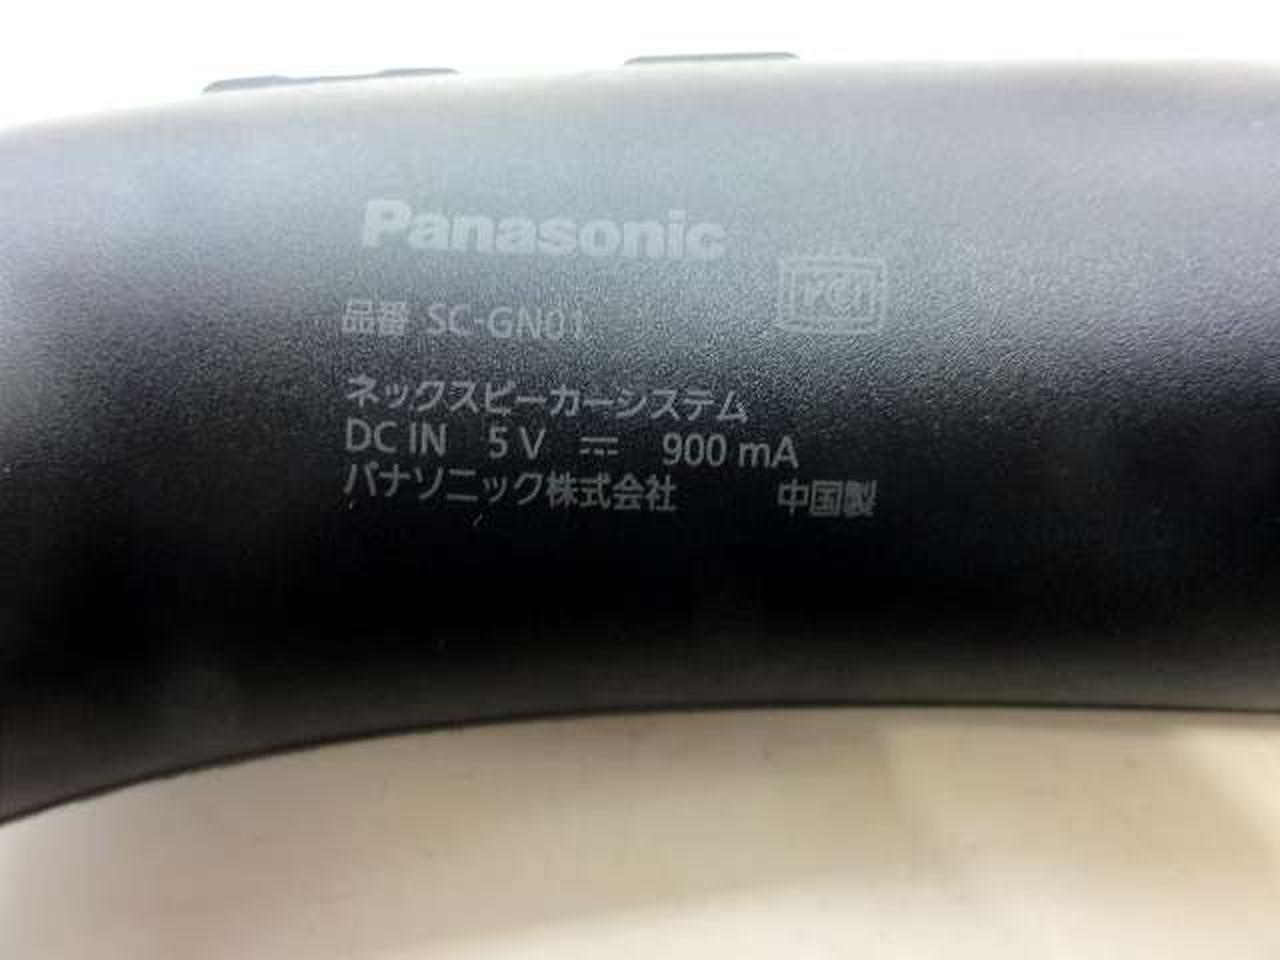 Panasonic
品番 SC-GN01
VCI
ネックスピーカーシステム
DC IN 5 V ⎓ 900 mA
パナソニック株式会社 中国製